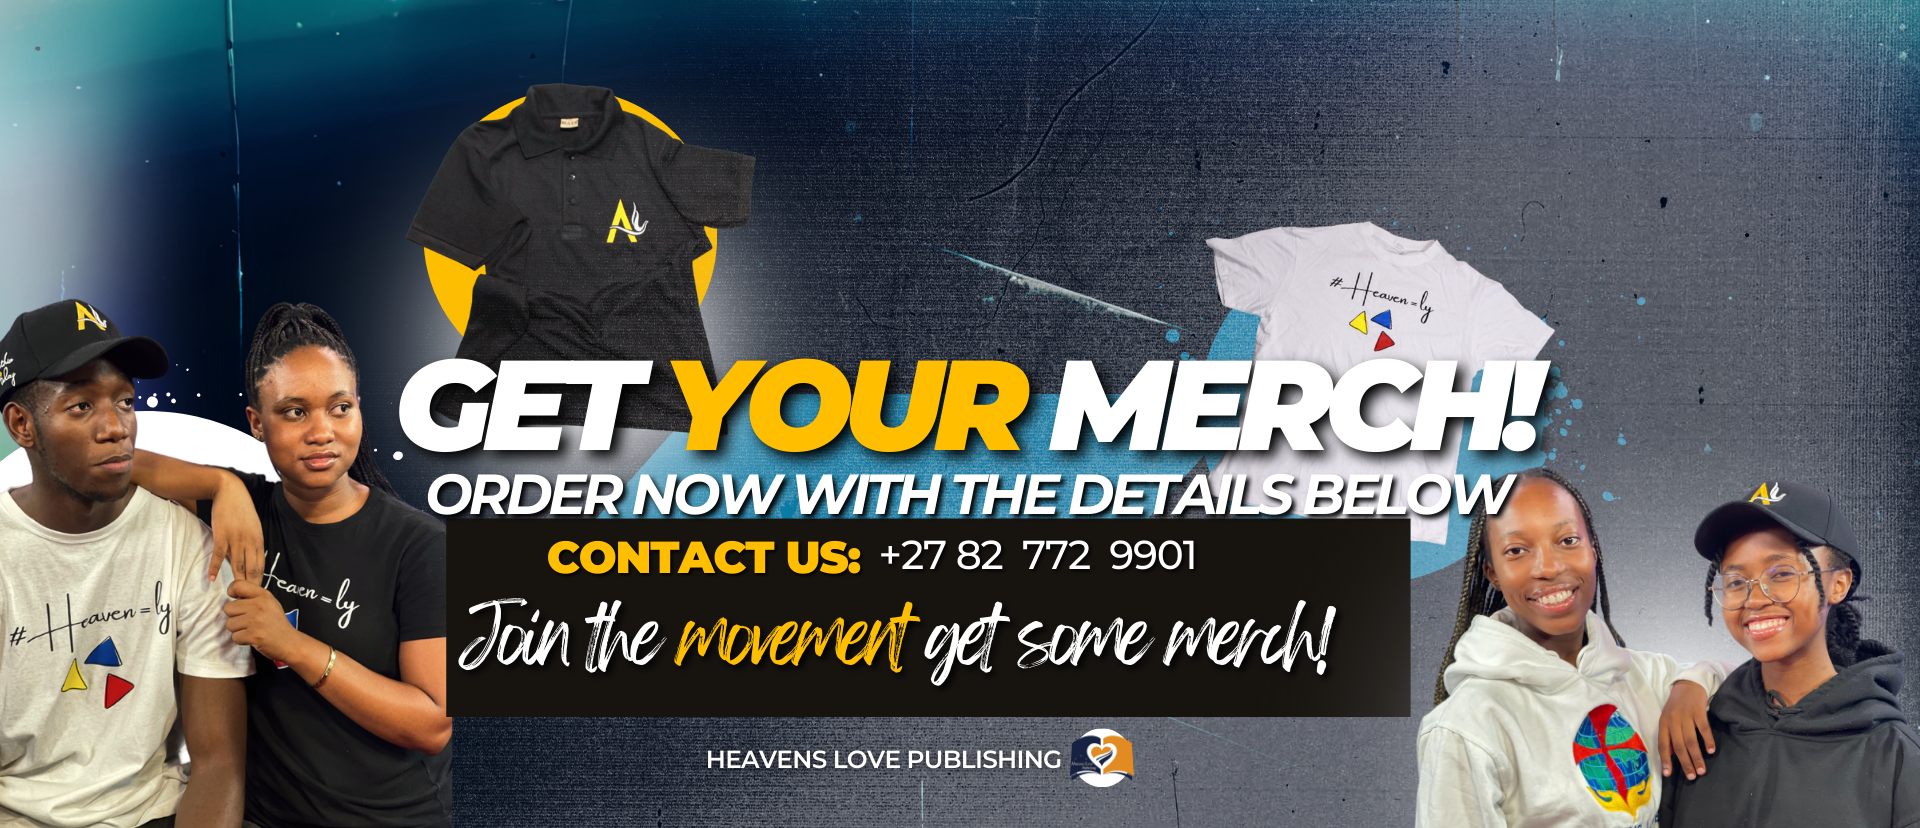 A
# Heaven=ly
A
GET YOUR MERCH!
ORDER NOW WITH THE DETAILS BELOW
A
CONTACT US: +27 82 772 9901
# Heaven=ly
Heaven=ly
Join the movement get some merch!
HEAVENS LOVE PUBLISHING